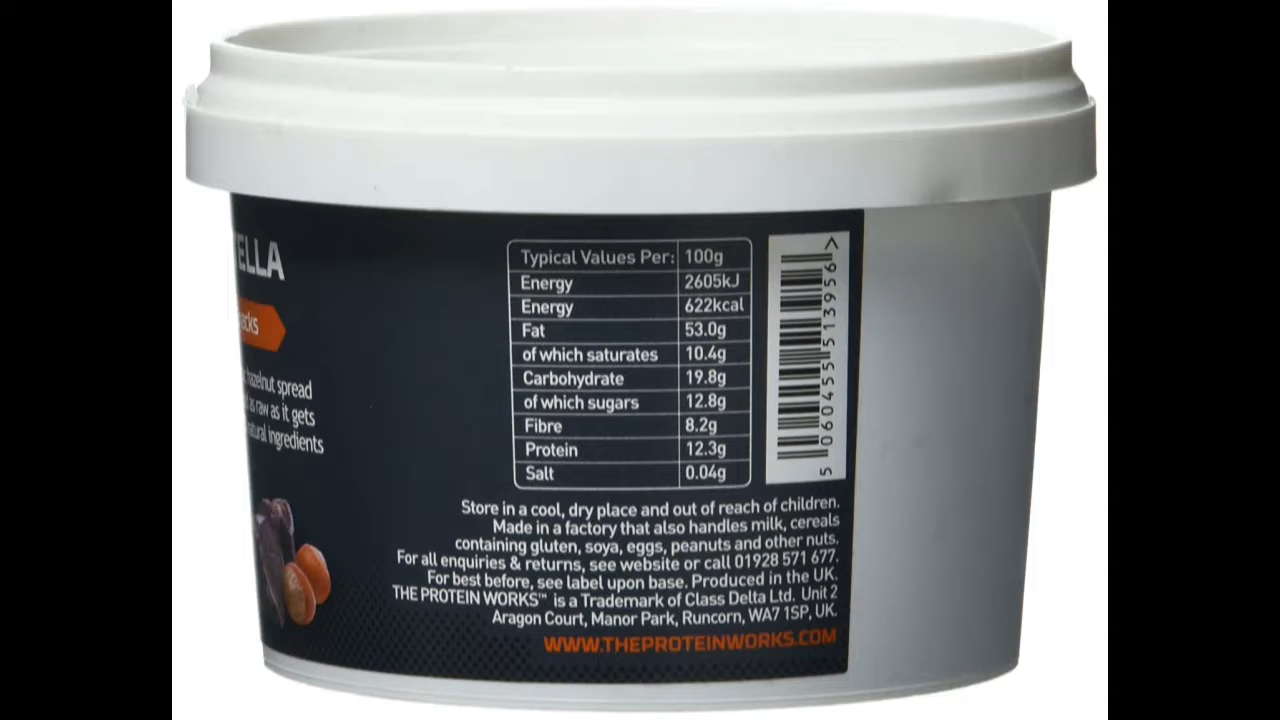 ELLA
hazelnut spread
as raw as it gets
ingredients
Typical Values Per: 100g
Energy 2605kJ
Energy 622kcal
Fat 53.0g
of which saturates 10.4g
Carbohydrate 19.8g
of which sugars 12.8g
Fibre 8.2g
Protein 12.3g
Salt 0.04g
5 060455 513956 >
Store in a cool, dry place and out of reach of children.
Made in a factory that also handles milk, cereals
containing gluten, soya, eggs, peanuts and other nuts.
For all enquiries & returns, see website or call 01928 571 677.
For best before, see label upon base. Produced in the UK.
THE PROTEIN WORKS™ is a Trademark of Class Delta Ltd. Unit 2
Aragon Court, Manor Park, Runcorn, WA7 1SP, UK.
WWW.THEPROTEINWORKS.COM